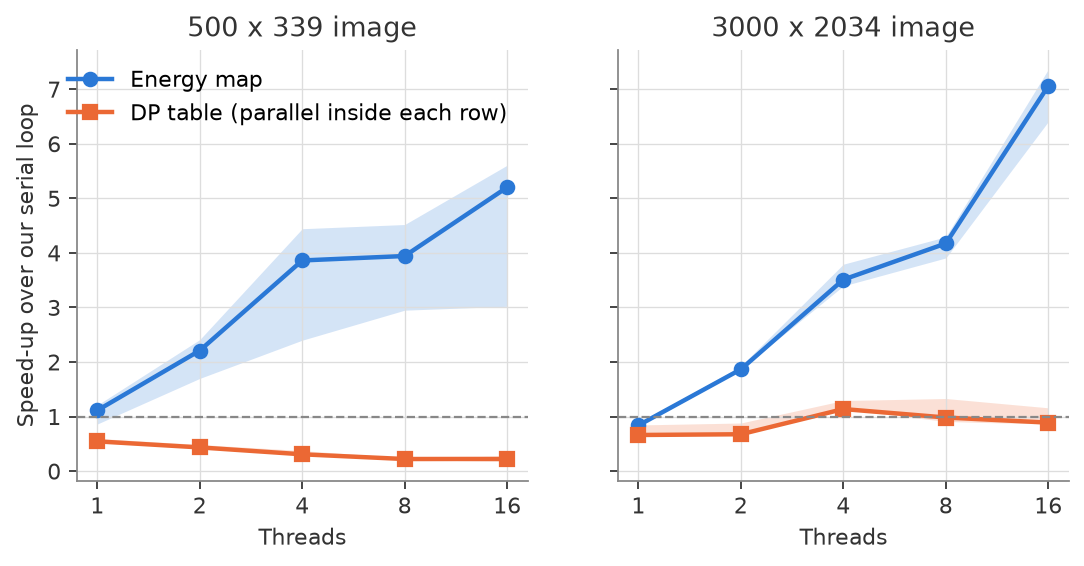 500 x 339 image
3000 x 2034 image
Energy map
DP table (parallel inside each row)
Speed-up over our serial loop
7
6
5
4
3
2
1
0
1 2 4 8 16
1 2 4 8 16
Threads
Threads